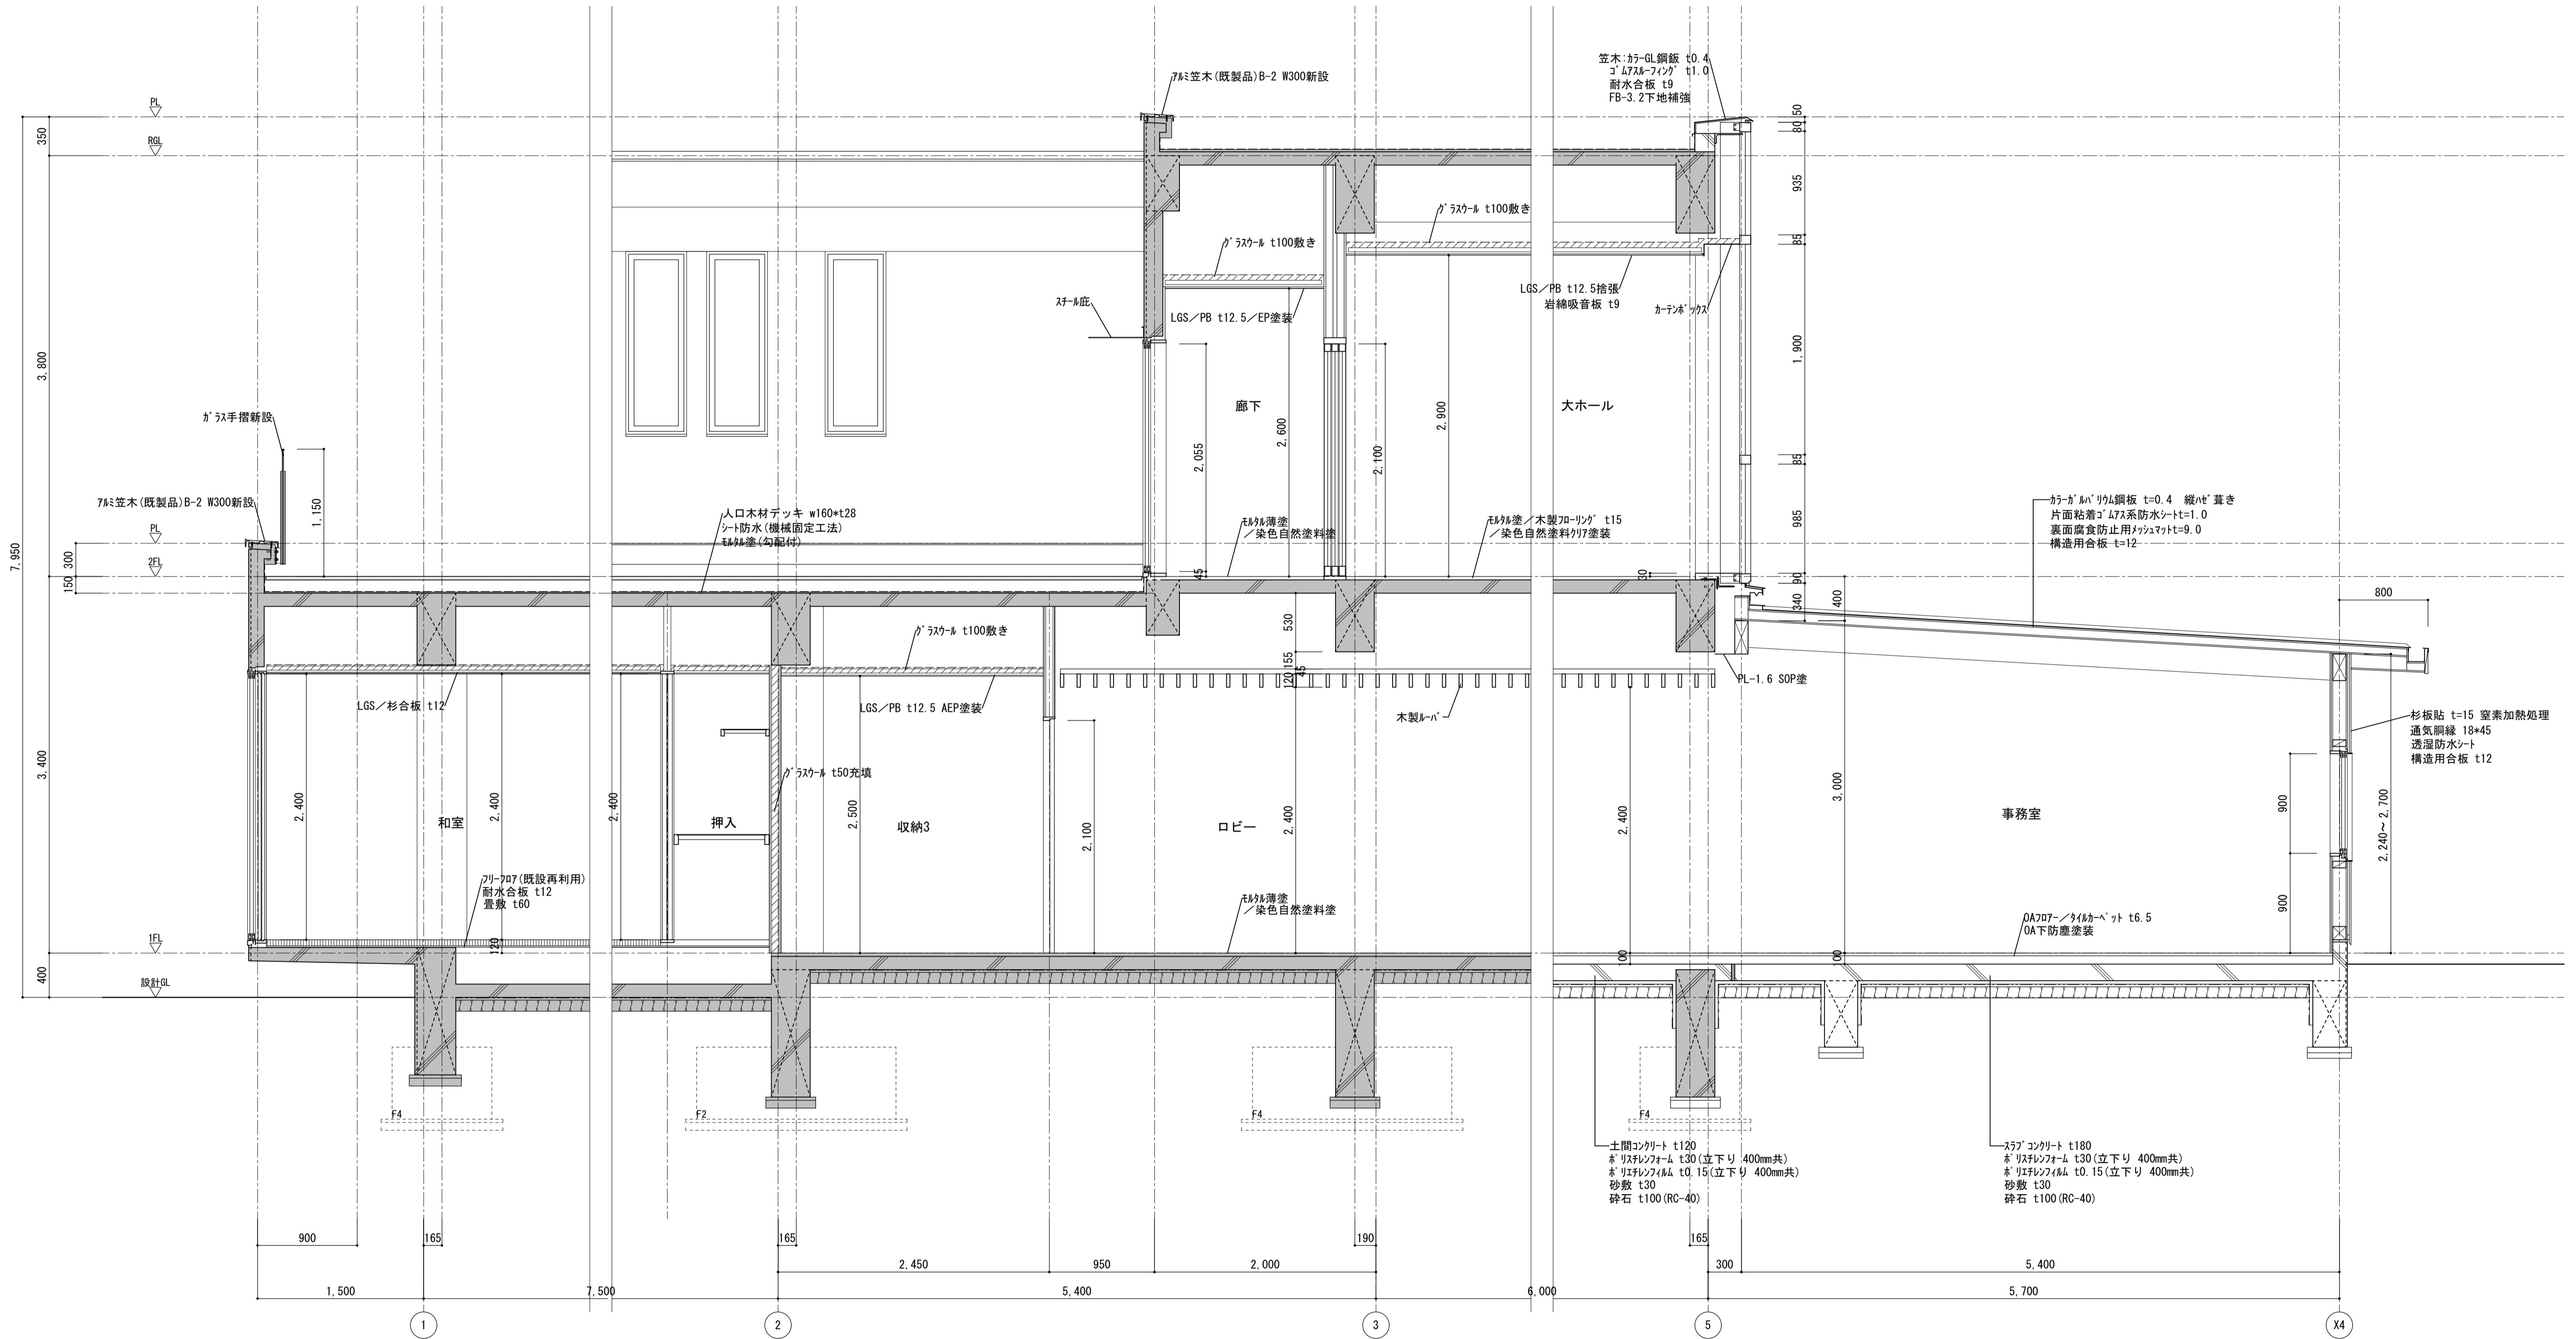 アルミ笠木(既製品)B-2 W300新設
笠木:カラーGL鋼鈑 t0.4
ゴムアスルーフィング t1.0
耐水合板 t9
FB-3.2下地補強
PL
RGL
350
50
80
935
85
グラスウール t100敷き
グラスウール t100敷き
LGS／PB t12.5捨張
岩綿吸音板 t9
カーテンボックス
スチール庇
LGS／PB t12.5／EP塗装
3,800
1,900
廊下
大ホール
2,055
2,600
2,100
2,900
ガラス手摺新設
1,150
85
985
アルミ笠木(既製品)B-2 W300新設
人口木材デッキ w160*t28
シート防水(機械固定工法)
モルタル塗(勾配付)
モルタル薄塗
／染色自然塗料塗
モルタル塗／木製フローリング t15
／染色自然塗料クリア塗装
カラーガルバリウム鋼板 t=0.4 縦ハゼ葺き
片面粘着ゴムアス系防水シートt=1.0
裏面腐食防止用メッシュマットt=9.0
構造用合板 t=12
PL
2FL
7,950
300
150
45
30
90
340
400
800
530
155
45
120
グラスウール t100敷き
LGS／杉合板 t12
LGS／PB t12.5 AEP塗装
木製ルーバー
PL-1.6 SOP塗
杉板貼 t=15 窒素加熱処理
通気胴縁 18*45
透湿防水シート
構造用合板 t12
グラスウール t50充填
3,400
2,400
和室
2,400
2,400
押入
2,500
収納3
2,100
ロビー
2,400
2,400
3,000
事務室
900
900
2,240～2,700
フリーフロア(既設再利用)
耐水合板 t12
畳敷 t60
モルタル薄塗
／染色自然塗料塗
OAフロアー／タイルカーペット t6.5
OA下防塵塗装
1FL
120
100
100
400
設計GL
F4
F2
F4
F4
土間コンクリート t120
ポリスチレンフォーム t30(立下り 400mm共)
ポリエチレンフィルム t0.15(立下り 400mm共)
砂敷 t30
砕石 t100(RC-40)
スラブコンクリート t180
ポリスチレンフォーム t30(立下り 400mm共)
ポリエチレンフィルム t0.15(立下り 400mm共)
砂敷 t30
砕石 t100(RC-40)
900
165
165
190
165
2,450
950
2,000
300
5,400
1,500
7,500
5,400
6,000
5,700
1
2
3
5
X4